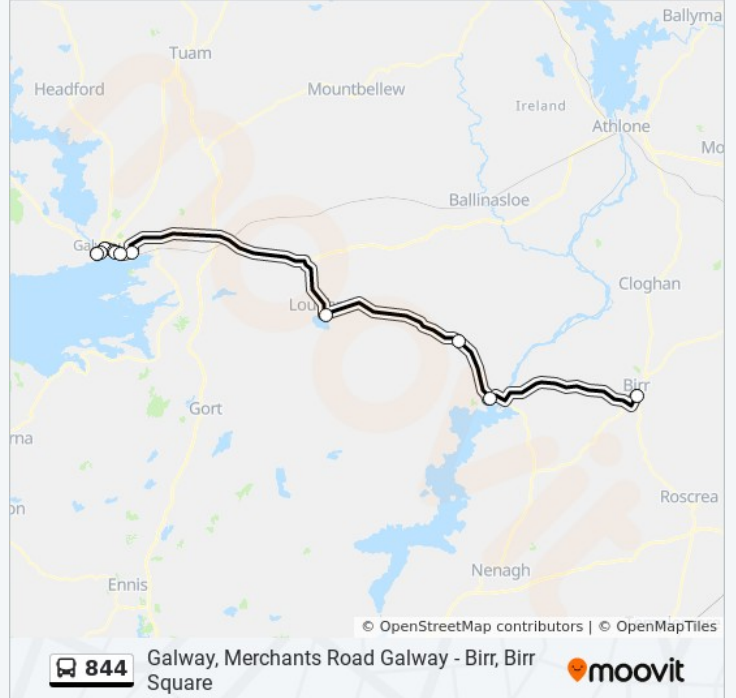 Ballyma
Tuam
Headford
Mountbellew
Ireland
Athlone
Mo
Ballinasloe
Gal
Cloghan
Lou
Birr
Gort
rna
Roscrea
on
Nenagh
Ennis
© OpenStreetMap contributors | © OpenMapTiles
844
Galway, Merchants Road Galway - Birr, Birr
Square
moovit